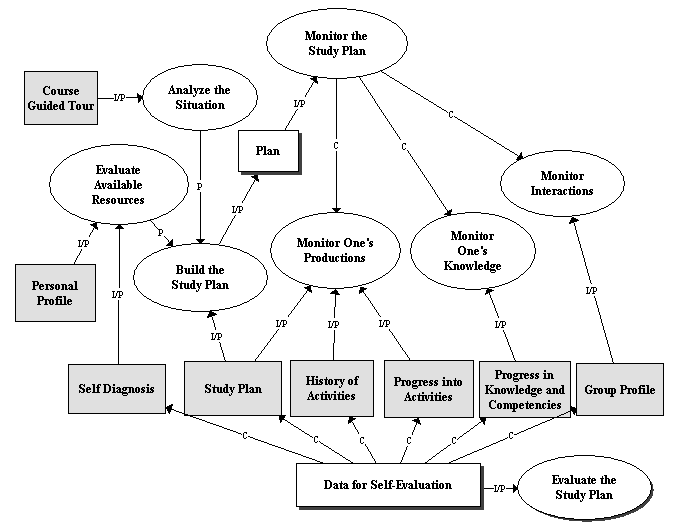 Monitor the
Study Plan
Course
Guided Tour
I/P
Analyze the
Situation
I/P
C
C
C
Plan
Evaluate
Available
Resources
P
Monitor
Interactions
I/P
P
I/P
Monitor One's
Productions
Monitor
One's
Knowledge
Build the
Study Plan
Personal
Profile
I/P
I/P
I/P
I/P
I/P
I/P
I/P
I/P
Self Diagnosis
Study Plan
History of
Activities
Progress into
Activities
Progress in
Knowledge and
Competencies
Group Profile
C
C
C
C
C
C
Data for Self-Evaluation
I/P
Evaluate the
Study Plan